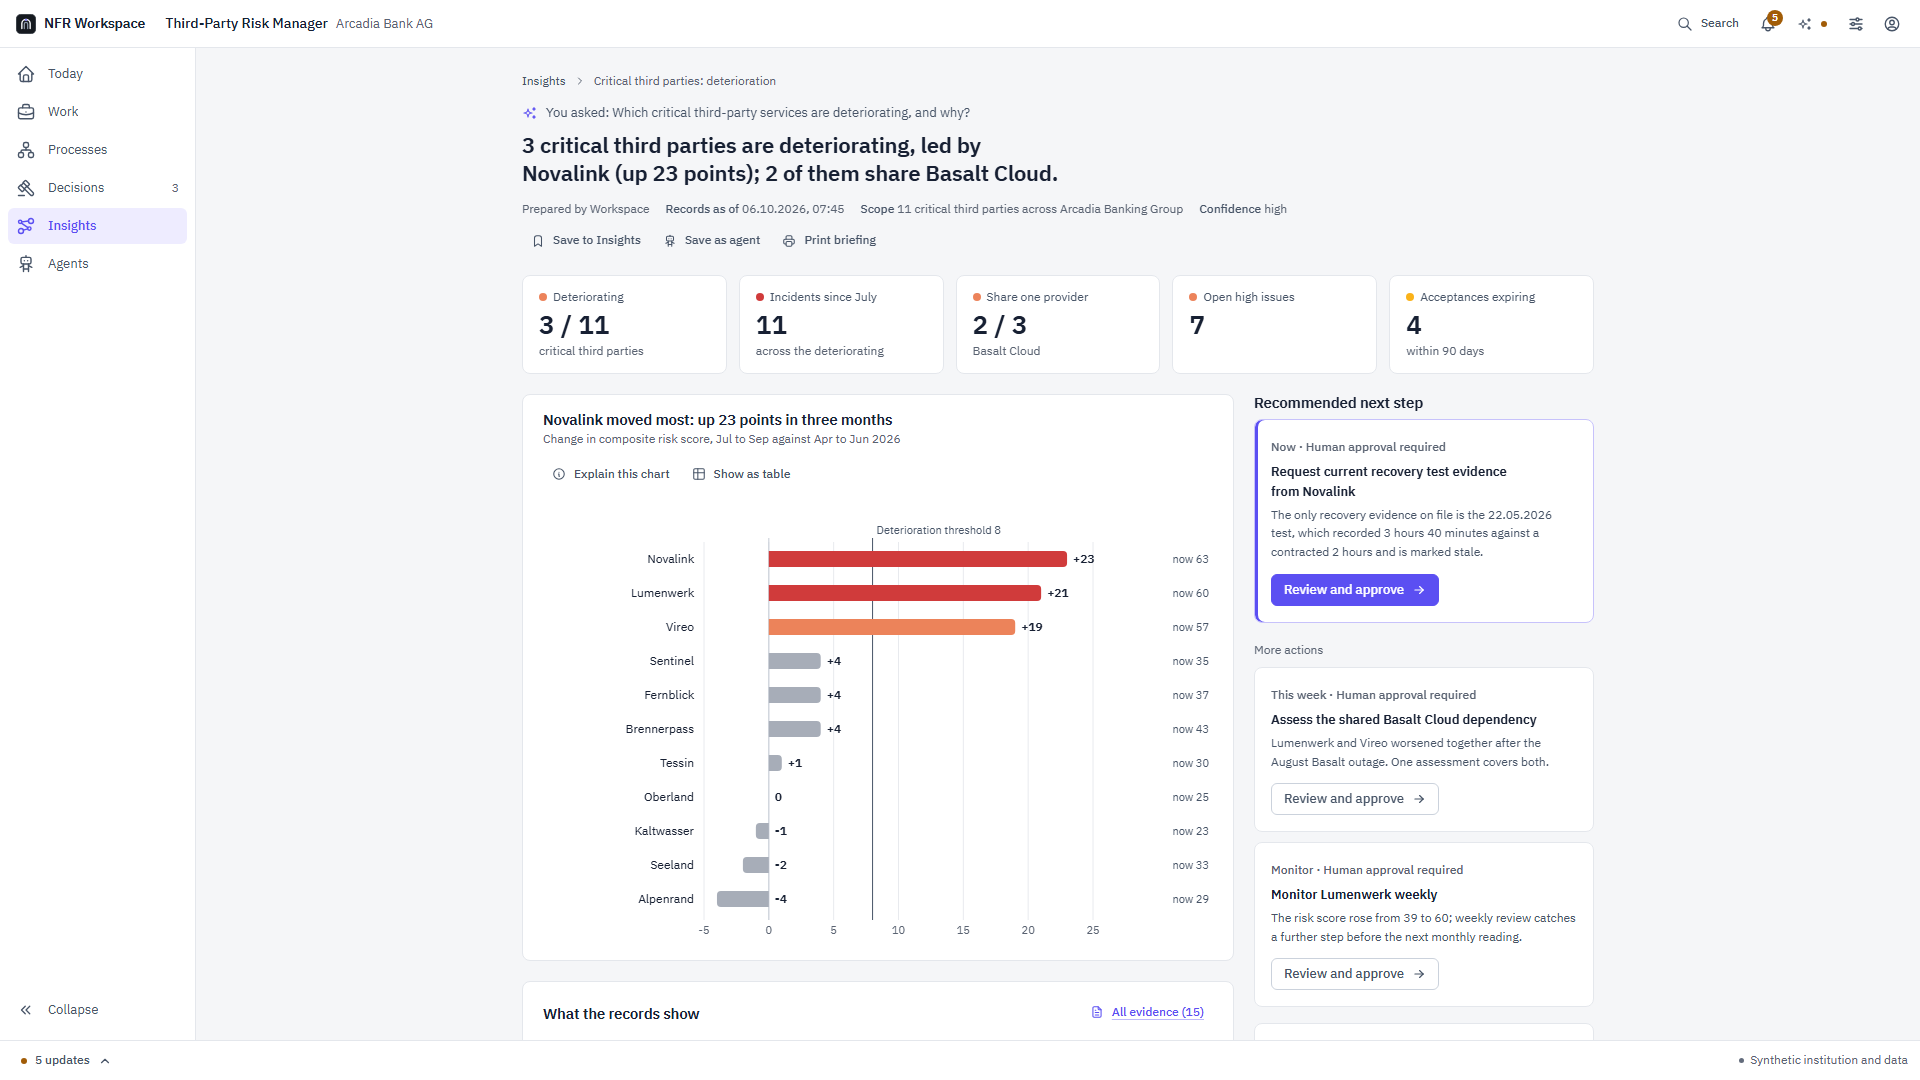 NFR Workspace
Third-Party Risk Manager Arcadia Bank AG
Search
5
Today
Work
Processes
Decisions 3
Insights
Agents
Collapse
Insights > Critical third parties: deterioration
You asked: Which critical third-party services are deteriorating, and why?
3 critical third parties are deteriorating, led by
Novalink (up 23 points); 2 of them share Basalt Cloud.
Prepared by Workspace Records as of 06.10.2026, 07:45 Scope 11 critical third parties across Arcadia Banking Group Confidence high
Save to Insights Save as agent Print briefing
Deteriorating
3 / 11
critical third parties
Incidents since July
11
across the deteriorating
Share one provider
2 / 3
Basalt Cloud
Open high issues
7
Acceptances expiring
4
within 90 days
Novalink moved most: up 23 points in three months
Change in composite risk score, Jul to Sep against Apr to Jun 2026
Explain this chart Show as table
Deterioration threshold 8
Novalink +23 now 63
Lumenwerk +21 now 60
Vireo +19 now 57
Sentinel +4 now 35
Fernblick +4 now 37
Brennerpass +4 now 43
Tessin +1 now 30
Oberland 0 now 25
Kaltwasser -1 now 23
Seeland -2 now 33
Alpenrand -4 now 29
-5 0 5 10 15 20 25
What the records show
All evidence (15)
Recommended next step
Now · Human approval required
Request current recovery test evidence
from Novalink
The only recovery evidence on file is the 22.05.2026
test, which recorded 3 hours 40 minutes against a
contracted 2 hours and is marked stale.
Review and approve →
More actions
This week · Human approval required
Assess the shared Basalt Cloud dependency
Lumenwerk and Vireo worsened together after the
August Basalt outage. One assessment covers both.
Review and approve →
Monitor · Human approval required
Monitor Lumenwerk weekly
The risk score rose from 39 to 60; weekly review catches
a further step before the next monthly reading.
Review and approve →
5 updates
Synthetic institution and data